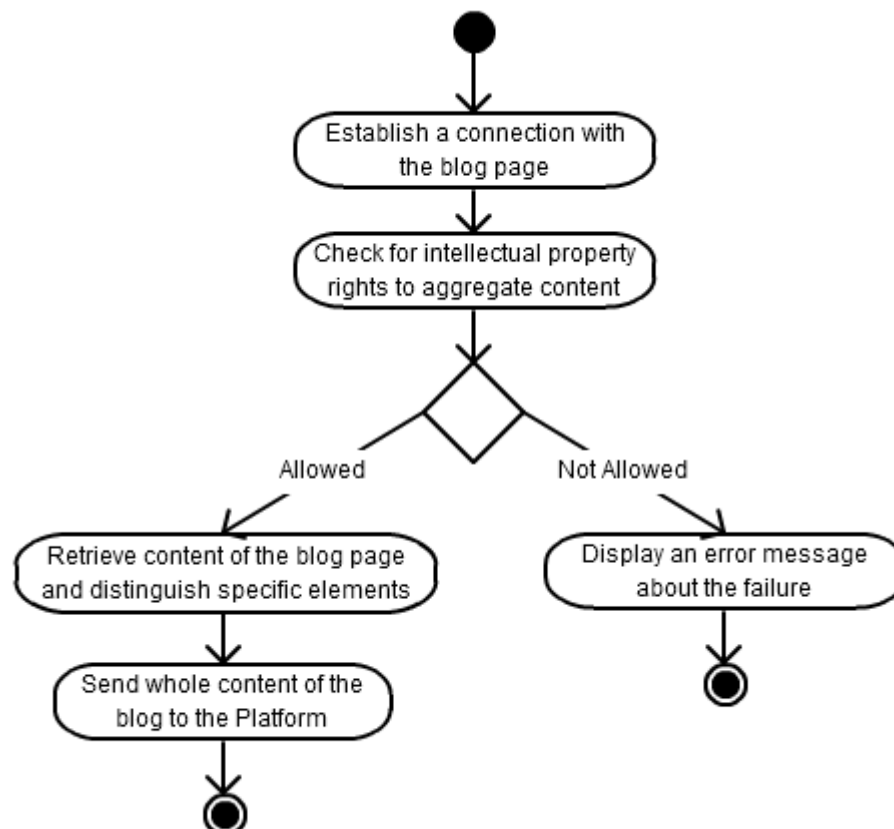 Establish a connection with
the blog page
Check for intellectual property
rights to aggregate content
Allowed
Not Allowed
Retrieve content of the blog page
and distinguish specific elements
Display an error message
about the failure
Send whole content of the
blog to the Platform